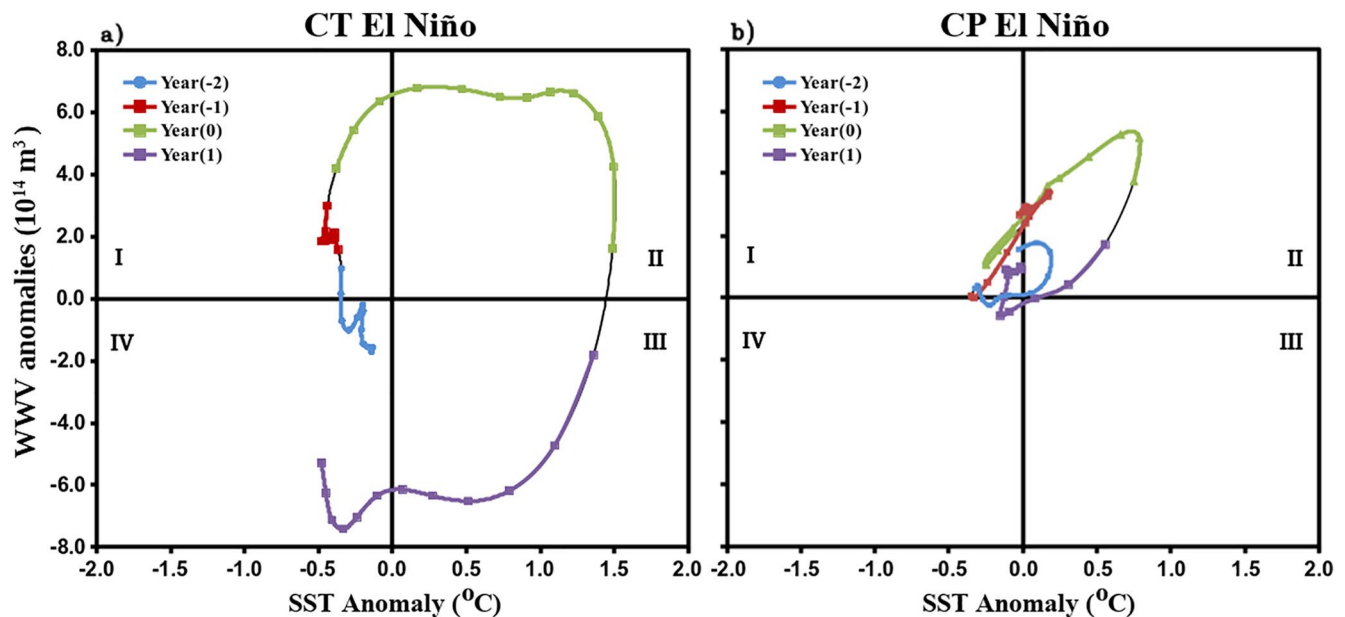 CT El Niño
CP El Niño
a)
b)
8.0
6.0
4.0
2.0
0.0
-2.0
-4.0
-6.0
-8.0
WWV anomalies (10¹⁴ m³)
Year(-2)
Year(-1)
Year(0)
Year(1)
I
II
IV
III
-2.0 -1.5 -1.0 -0.5 0.0 0.5 1.0 1.5 2.0
SST Anomaly (⁰C)
Year(-2)
Year(-1)
Year(0)
Year(1)
I
II
IV
III
-2.0 -1.5 -1.0 -0.5 0.0 0.5 1.0 1.5 2.0
SST Anomaly (⁰C)